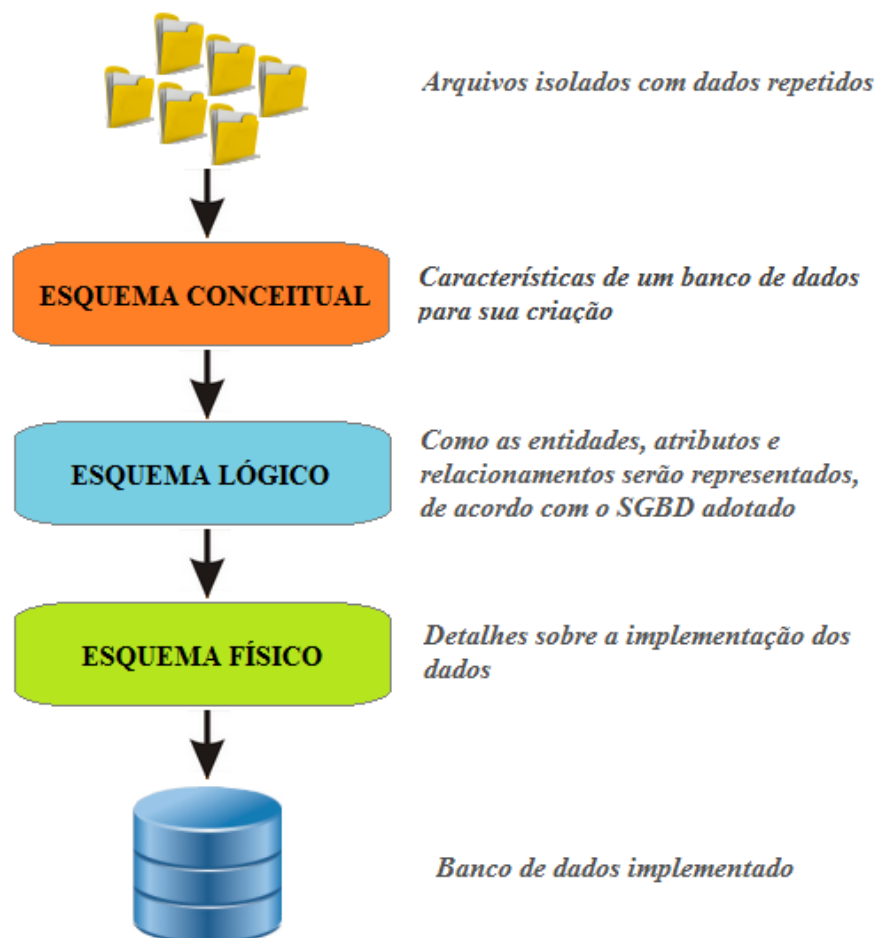 Arquivos isolados com dados repetidos
ESQUEMA CONCEITUAL
Característícas de um banco de dados
para sua criação
ESQUEMA LÓGICO
Como as entidades, atributos e
relacionamentos serão representados,
de acordo com o SGBD adotado
ESQUEMA FÍSICO
Detalhes sobre a implementação dos
dados
Banco de dados implementado